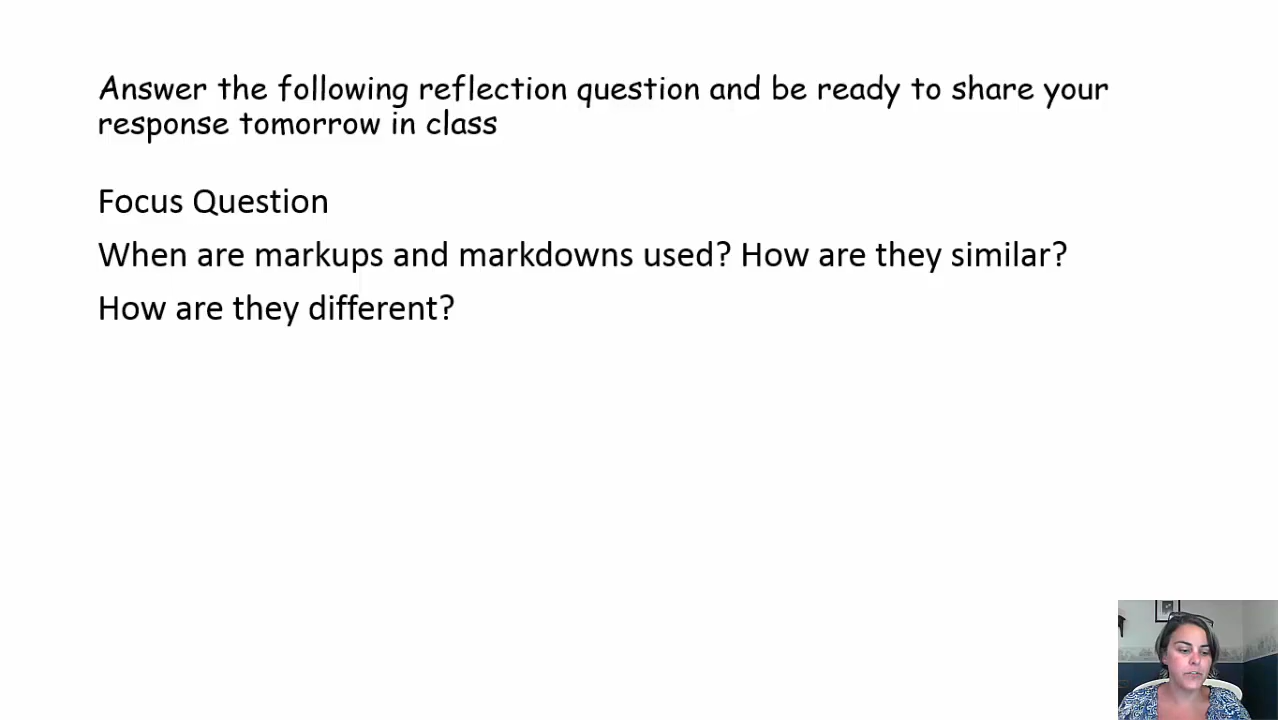 Answer the following reflection question and be ready to share your
response tomorrow in class
Focus Question
When are markups and markdowns used? How are they similar?
How are they different?